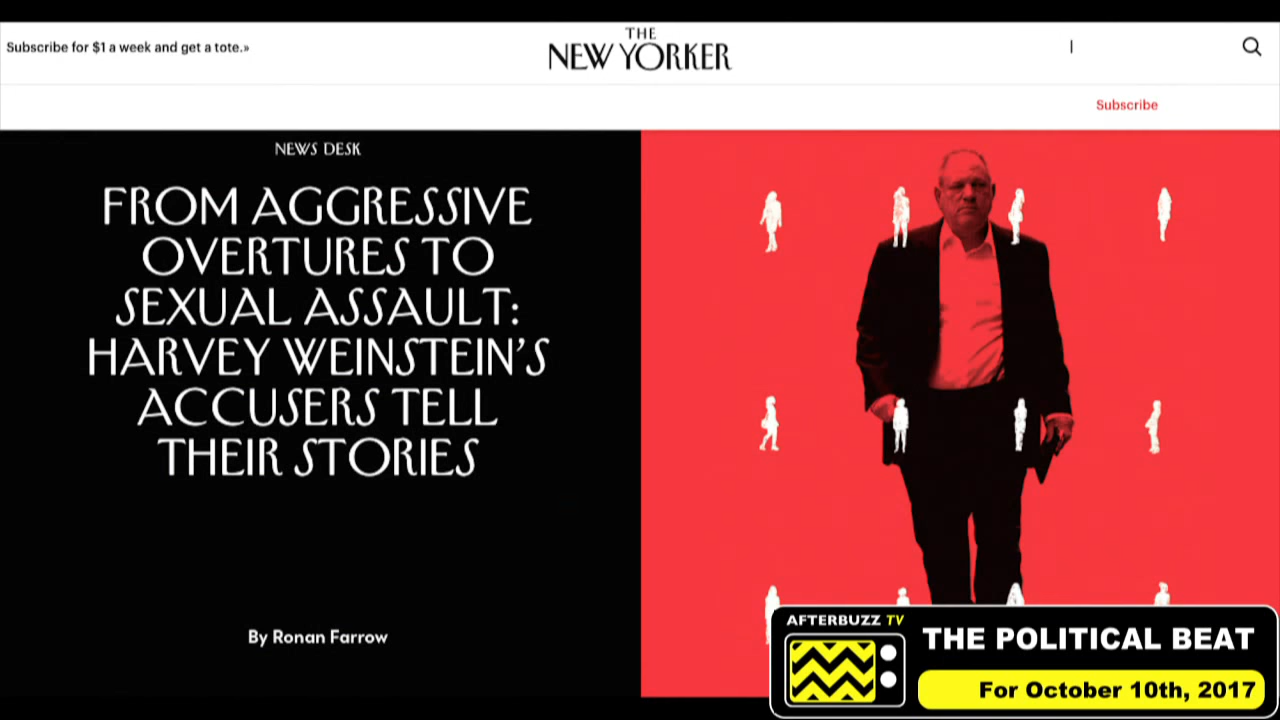 Subscribe for $1 a week and get a tote.»
THE
NEW YORKER
Subscribe
NEWS DESK
FROM AGGRESSIVE
OVERTURES TO
SEXUAL ASSAULT:
HARVEY WEINSTEIN'S
ACCUSERS TELL
THEIR STORIES
By Ronan Farrow
AFTERBUZZ TV
THE POLITICAL BEAT
For October 10th, 2017